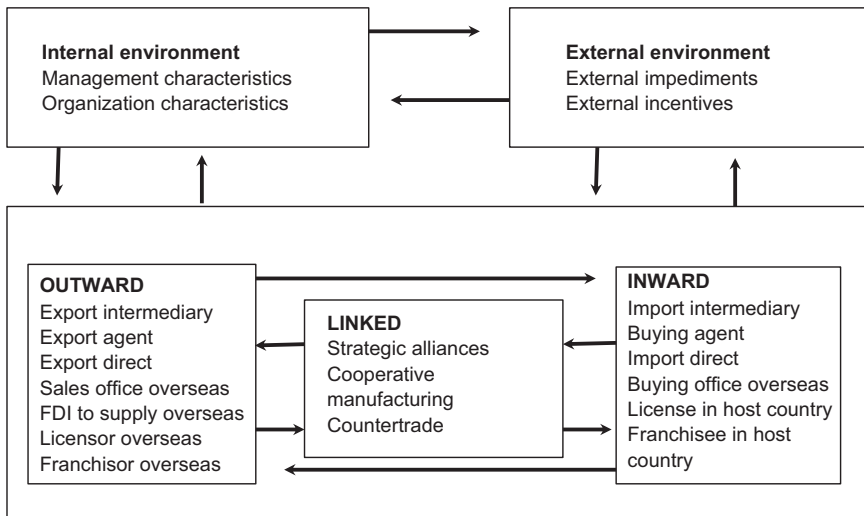 Internal environment
Management characteristics
Organization characteristics
External environment
External impediments
External incentives
OUTWARD
Export intermediary
Export agent
Export direct
Sales office overseas
FDI to supply overseas
Licensor overseas
Franchisor overseas
LINKED
Strategic alliances
Cooperative
manufacturing
Countertrade
INWARD
Import intermediary
Buying agent
Import direct
Buying office overseas
License in host country
Franchisee in host
country